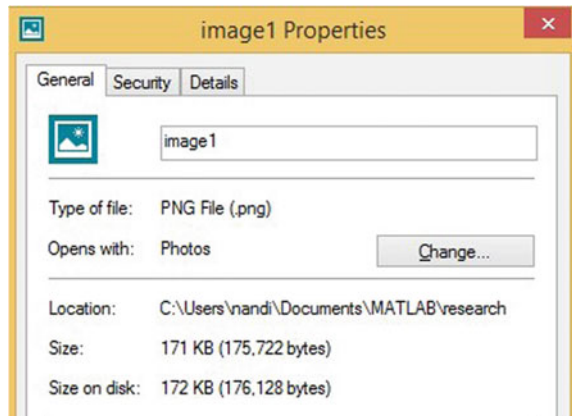 image1 Properties
×
General Security Details
image1
Type of file: PNG File (.png)
Opens with: Photos Change...
Location: C:\Users\nandi\Documents\MATLAB\research
Size: 171 KB (175,722 bytes)
Size on disk: 172 KB (176,128 bytes)